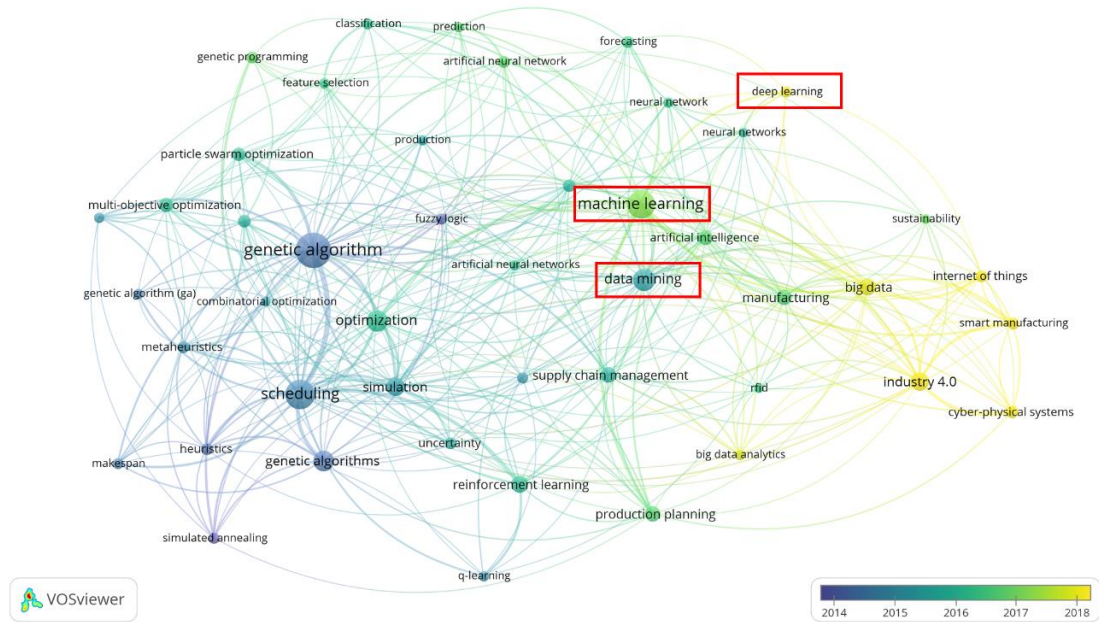 classification
prediction
forecasting
genetic programming
artificial neural network
feature selection
deep learning
neural network
neural networks
production
particle swarm optimization
multi-objective optimization
machine learning
fuzzy logic
sustainability
artificial intelligence
genetic algorithm
artificial neural networks
data mining
internet of things
big data
genetic algorithm (ga)
combinatorial optimization
manufacturing
optimization
smart manufacturing
metaheuristics
supply chain management
industry 4.0
simulation
rfid
scheduling
cyber-physical systems
uncertainty
heuristics
big data analytics
makespan
genetic algorithms
reinforcement learning
production planning
simulated annealing
q-learning
VOSviewer
2014 2015 2016 2017 2018